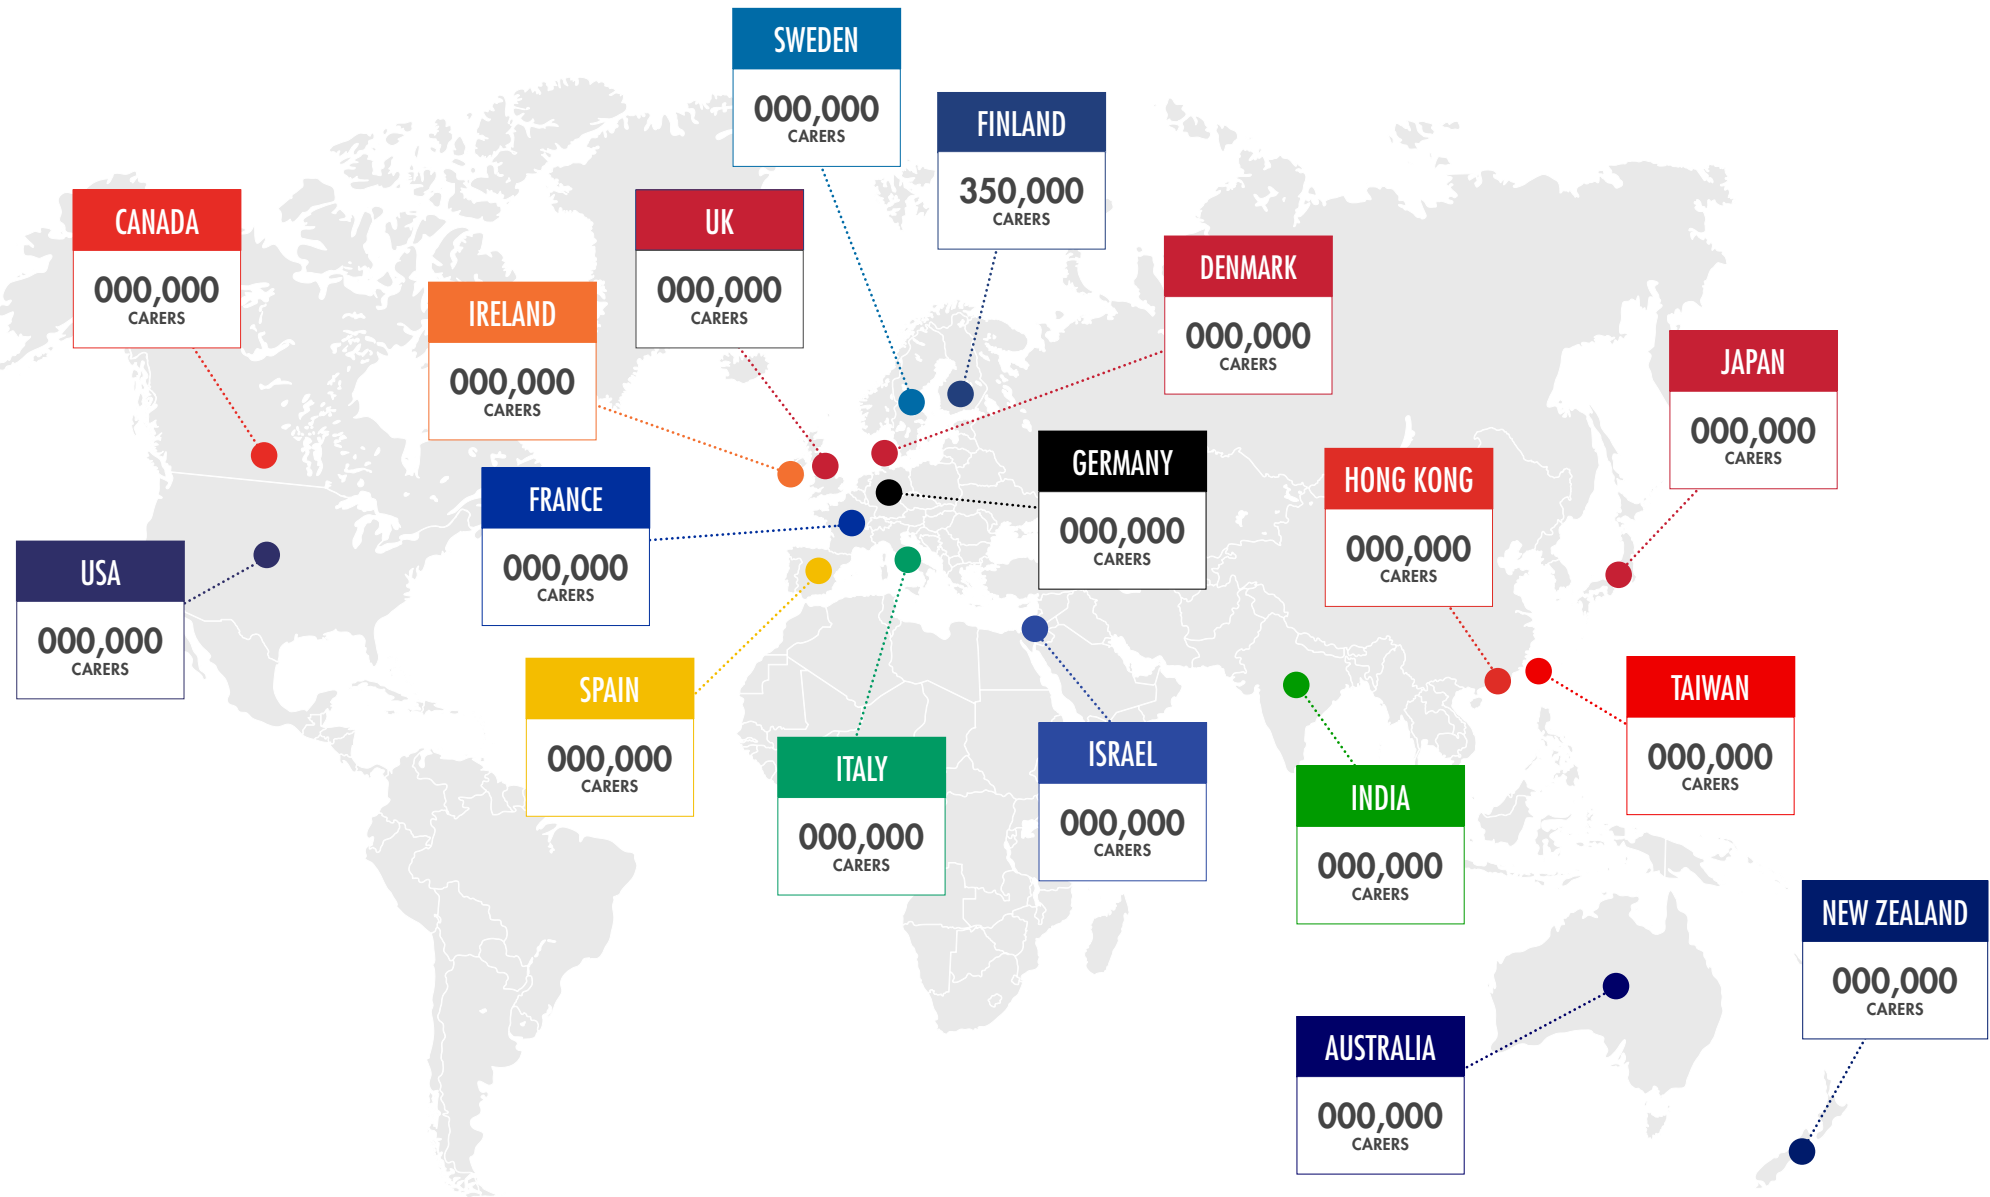 SWEDEN
000,000
CARERS
FINLAND
350,000
CARERS
CANADA
000,000
CARERS
UK
000,000
CARERS
DENMARK
000,000
CARERS
IRELAND
000,000
CARERS
JAPAN
000,000
CARERS
GERMANY
000,000
CARERS
HONG KONG
000,000
CARERS
FRANCE
000,000
CARERS
USA
000,000
CARERS
SPAIN
000,000
CARERS
TAIWAN
000,000
CARERS
ITALY
000,000
CARERS
ISRAEL
000,000
CARERS
INDIA
000,000
CARERS
NEW ZEALAND
000,000
CARERS
AUSTRALIA
000,000
CARERS